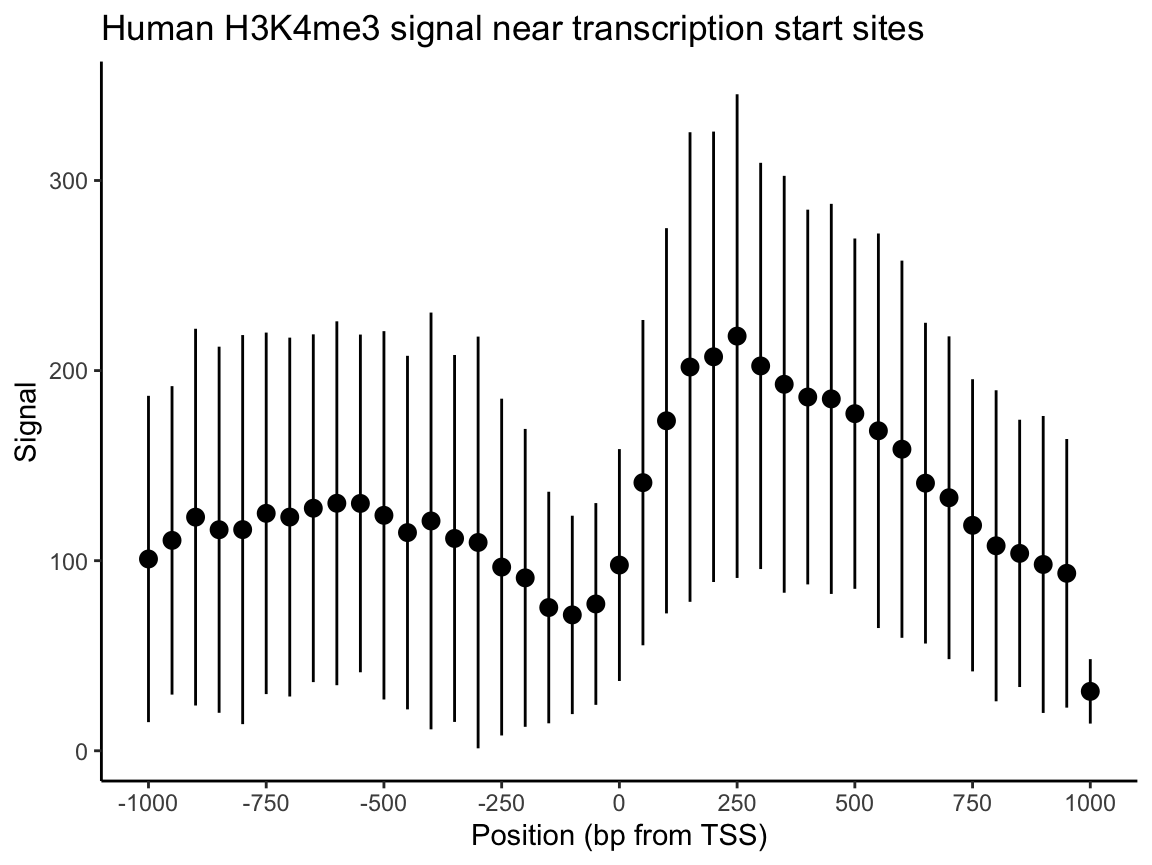 Human H3K4me3 signal near transcription start sites
300
200
100
0
Signal
-1000 -750 -500 -250 0 250 500 750 1000
Position (bp from TSS)